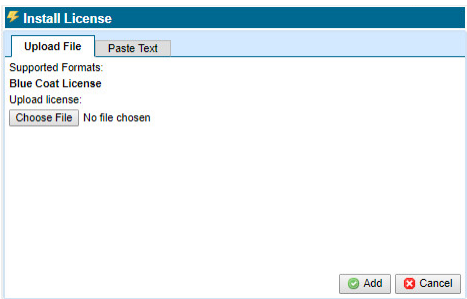 Install License
Upload File Paste Text
Supported Formats:
Blue Coat License
Upload license:
Choose File No file chosen
Add Cancel